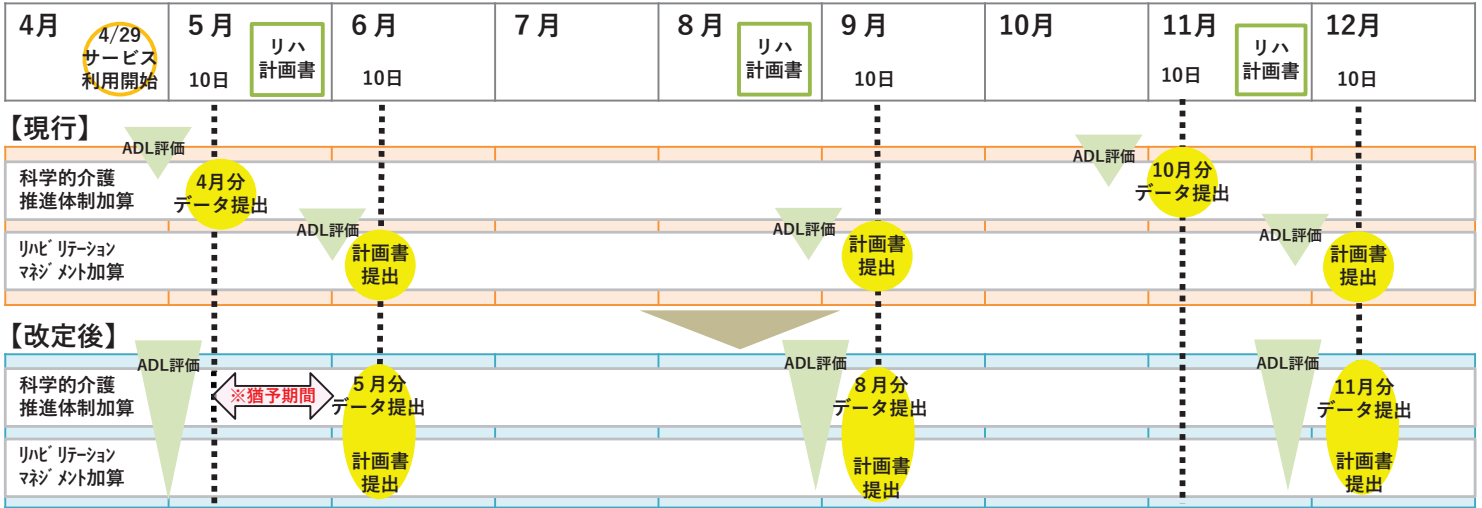 4月
4/29
サービス
利用開始
5月
10日
リハ
計画書
6月
10日
7月
8月
リハ
計画書
9月
10日
10月
11月
10日
リハ
計画書
12月
10日
【現行】
ADL評価
ADL評価
科学的介護
推進体制加算
4月分
データ提出
10月分
データ提出
ADL評価
ADL評価
ADL評価
リハビリテーション
マネジメント加算
計画書
提出
計画書
提出
計画書
提出
【改定後】
ADL評価
ADL評価
ADL評価
科学的介護
推進体制加算
※猶予期間
5月分
データ提出
8月分
データ提出
11月分
データ提出
リハビリテーション
マネジメント加算
計画書
提出
計画書
提出
計画書
提出